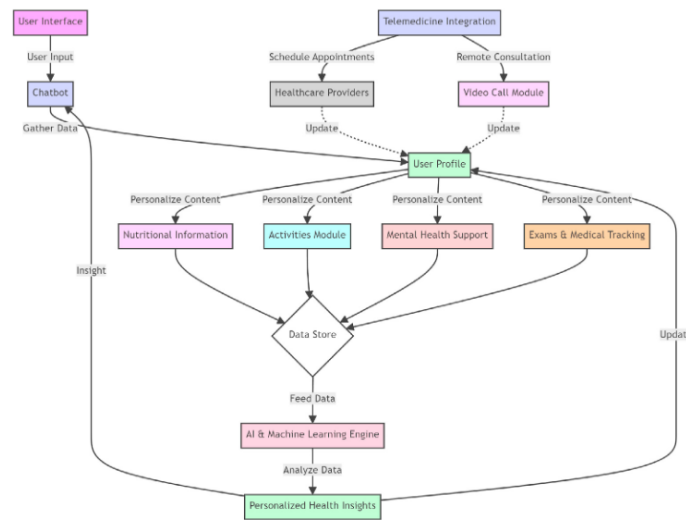 User Interface
Telemedicine Integration
User Input
Schedule Appointments
Remote Consultation
Chatbot
Healthcare Providers
Video Call Module
Gather Data
Update
Update
User Profile
Personalize Content
Personalize Content
Personalize Content
Personalize Content
Nutritional Information
Activities Module
Mental Health Support
Exams & Medical Tracking
Insight
Data Store
Updat
Feed Data
AI & Machine Learning Engine
Analyze Data
Personalized Health Insights